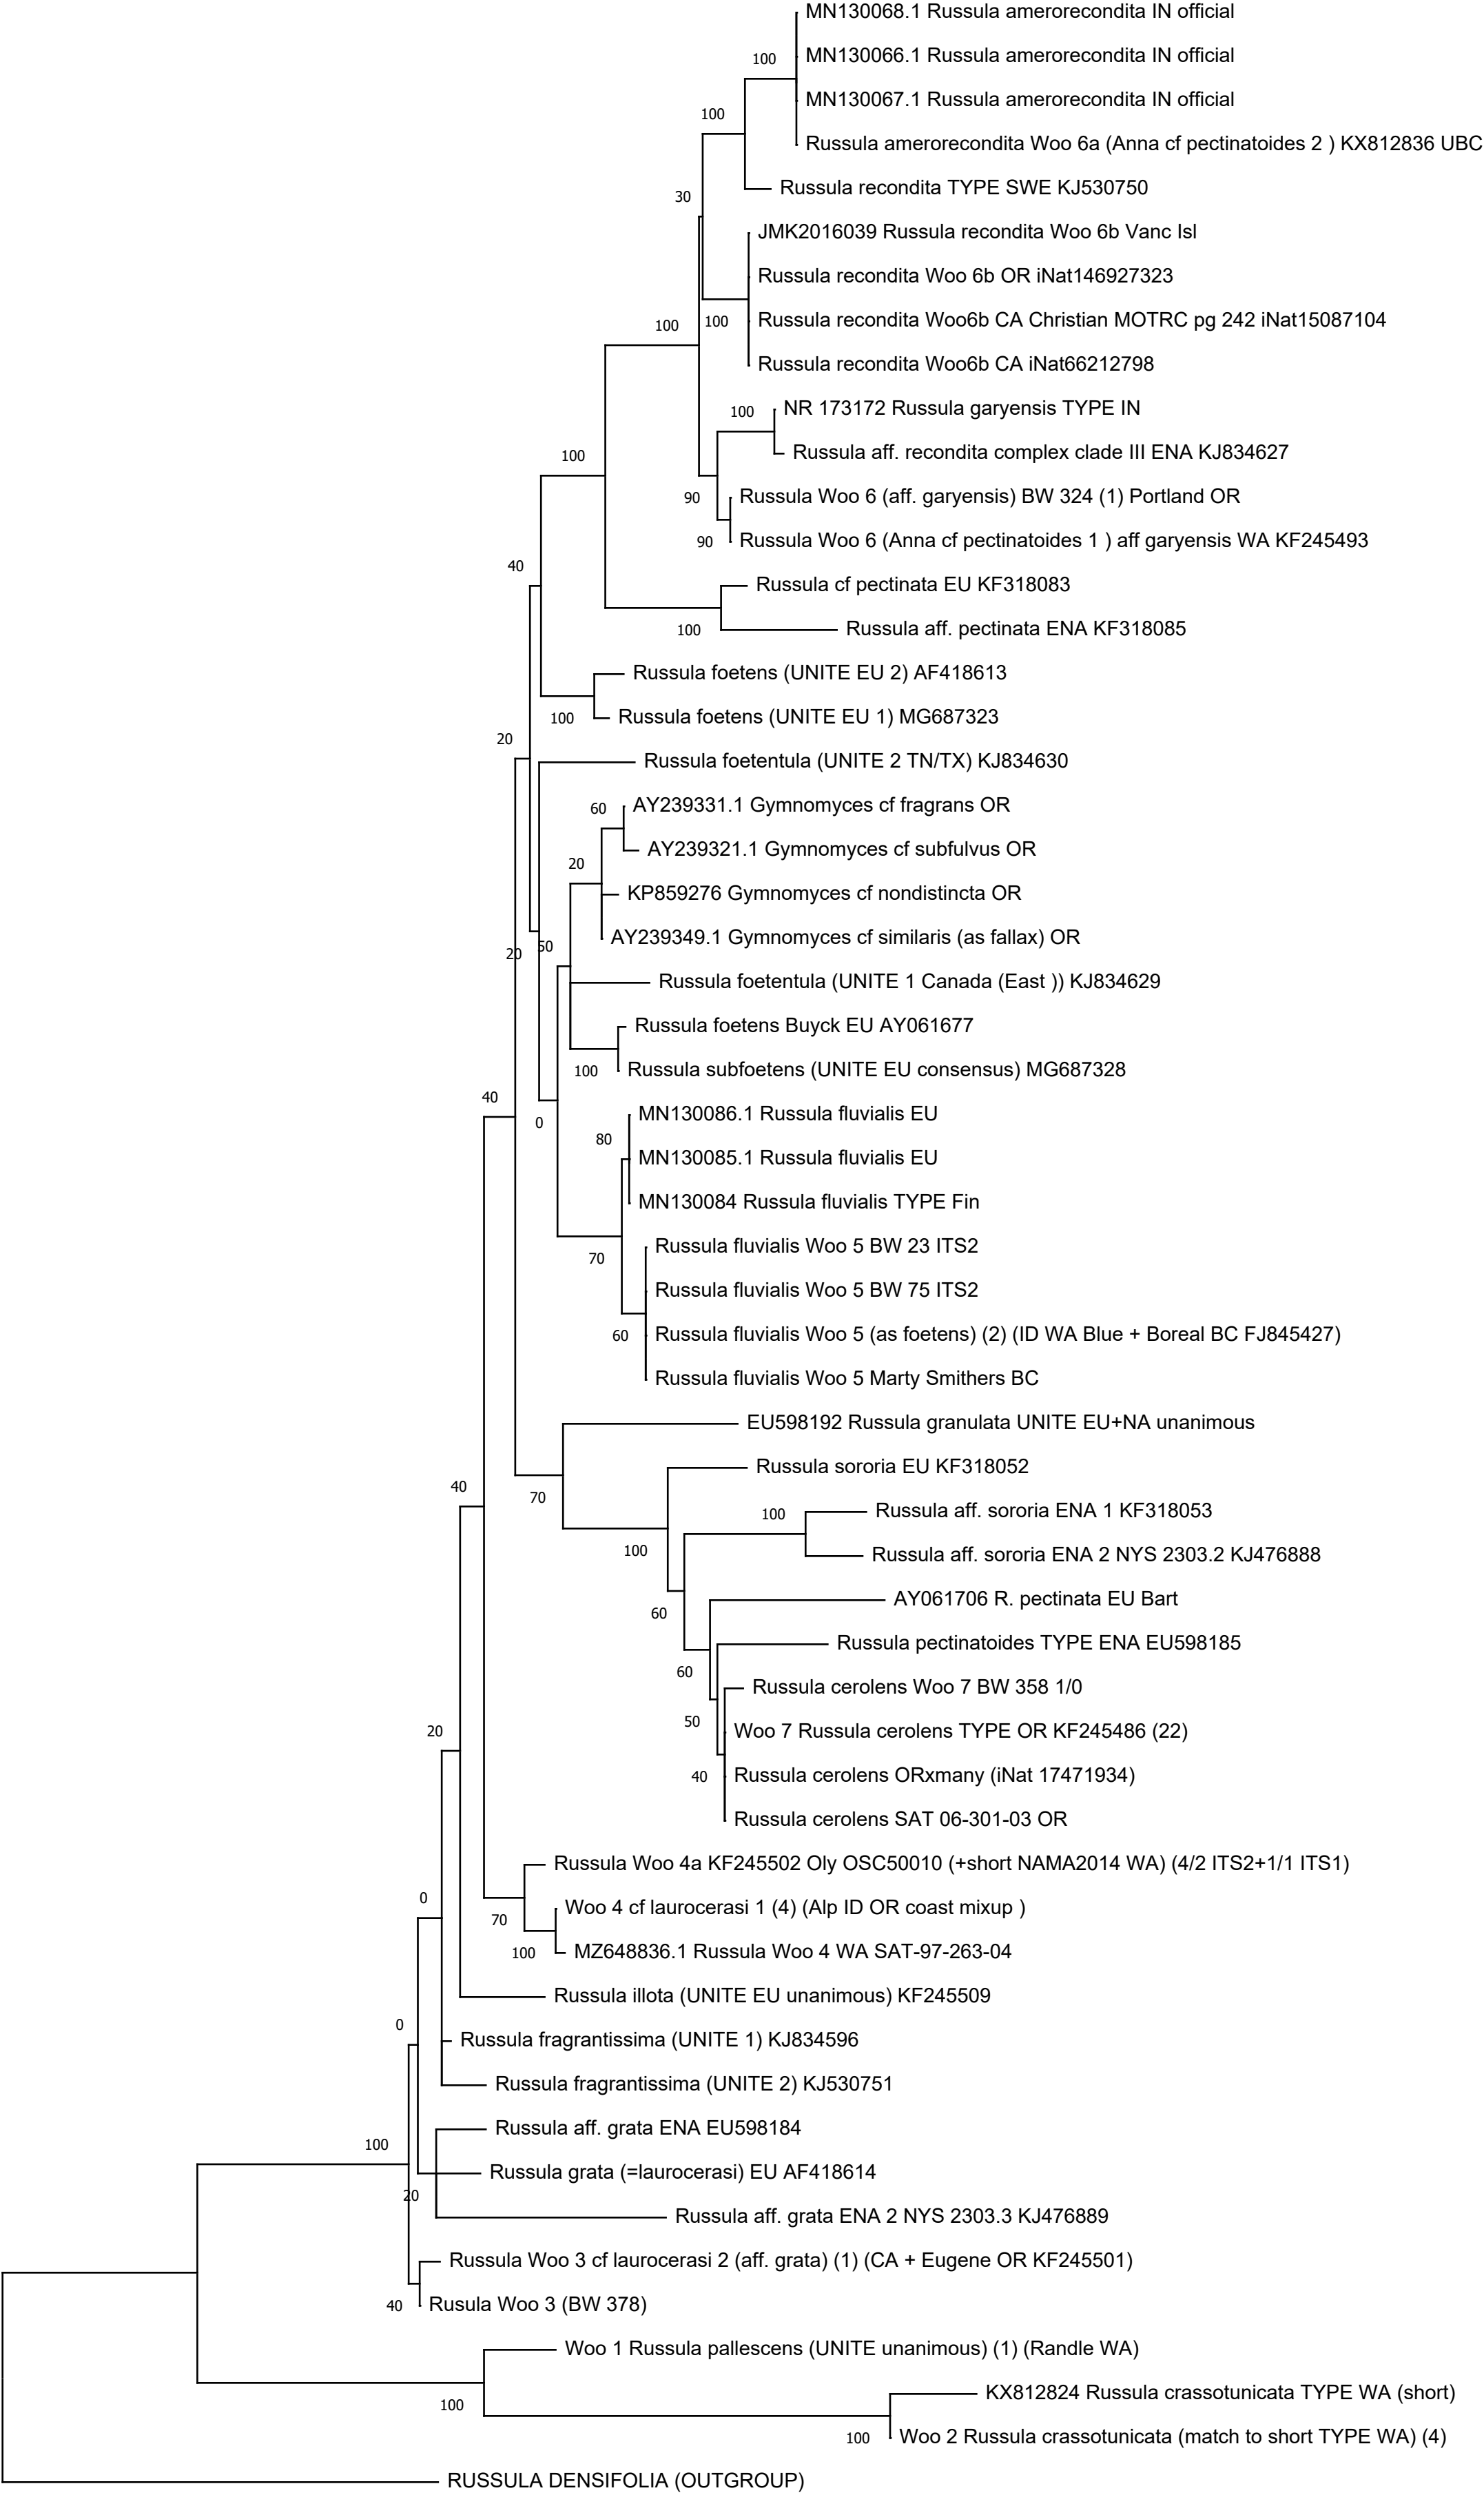 MN130068.1 Russula amerorecondita IN official
100
MN130066.1 Russula amerorecondita IN official
MN130067.1 Russula amerorecondita IN official
100
Russula amerorecondita Woo 6a (Anna cf pectinatoides 2 ) KX812836 UBC
Russula recondita TYPE SWE KJ530750
30
JMK2016039 Russula recondita Woo 6b Vanc Isl
Russula recondita Woo 6b OR iNat146927323
100
Russula recondita Woo6b CA Christian MOTRC pg 242 iNat15087104
100
Russula recondita Woo6b CA iNat66212798
NR 173172 Russula garyensis TYPE IN
100
Russula aff. recondita complex clade III ENA KJ834627
100
Russula Woo 6 (aff. garyensis) BW 324 (1) Portland OR
90
Russula Woo 6 (Anna cf pectinatoides 1 ) aff garyensis WA KF245493
90
40
Russula cf pectinata EU KF318083
Russula aff. pectinata ENA KF318085
100
Russula foetens (UNITE EU 2) AF418613
Russula foetens (UNITE EU 1) MG687323
100
20
Russula foetentula (UNITE 2 TN/TX) KJ834630
AY239331.1 Gymnomyces cf fragrans OR
60
AY239321.1 Gymnomyces cf subfulvus OR
20
KP859276 Gymnomyces cf nondistincta OR
AY239349.1 Gymnomyces cf similaris (as fallax) OR
50
20
Russula foetentula (UNITE 1 Canada (East )) KJ834629
Russula foetens Buyck EU AY061677
Russula subfoetens (UNITE EU consensus) MG687328
100
40
MN130086.1 Russula fluvialis EU
0
80
MN130085.1 Russula fluvialis EU
MN130084 Russula fluvialis TYPE Fin
Russula fluvialis Woo 5 BW 23 ITS2
70
Russula fluvialis Woo 5 BW 75 ITS2
Russula fluvialis Woo 5 (as foetens) (2) (ID WA Blue + Boreal BC FJ845427)
60
Russula fluvialis Woo 5 Marty Smithers BC
EU598192 Russula granulata UNITE EU+NA unanimous
Russula sororia EU KF318052
40
70
Russula aff. sororia ENA 1 KF318053
100
Russula aff. sororia ENA 2 NYS 2303.2 KJ476888
100
AY061706 R. pectinata EU Bart
60
Russula pectinatoides TYPE ENA EU598185
60
Russula cerolens Woo 7 BW 358 1/0
50
Woo 7 Russula cerolens TYPE OR KF245486 (22)
20
Russula cerolens ORxmany (iNat 17471934)
40
Russula cerolens SAT 06-301-03 OR
Russula Woo 4a KF245502 Oly OSC50010 (+short NAMA2014 WA) (4/2 ITS2+1/1 ITS1)
0
Woo 4 cf laurocerasi 1 (4) (Alp ID OR coast mixup )
70
MZ648836.1 Russula Woo 4 WA SAT-97-263-04
100
Russula illota (UNITE EU unanimous) KF245509
0
Russula fragrantissima (UNITE 1) KJ834596
Russula fragrantissima (UNITE 2) KJ530751
Russula aff. grata ENA EU598184
100
Russula grata (=laurocerasi) EU AF418614
20
Russula aff. grata ENA 2 NYS 2303.3 KJ476889
Russula Woo 3 cf laurocerasi 2 (aff. grata) (1) (CA + Eugene OR KF245501)
Rusula Woo 3 (BW 378)
40
Woo 1 Russula pallescens (UNITE unanimous) (1) (Randle WA)
KX812824 Russula crassotunicata TYPE WA (short)
100
Woo 2 Russula crassotunicata (match to short TYPE WA) (4)
100
RUSSULA DENSIFOLIA (OUTGROUP)